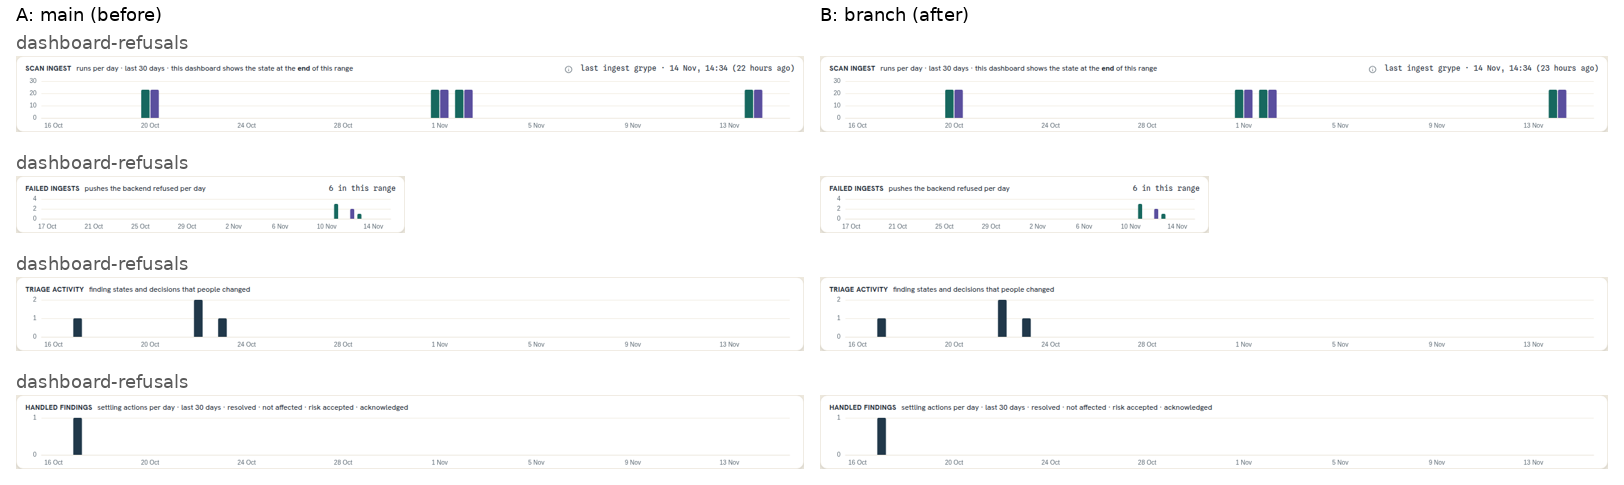 A: main (before)
B: branch (after)
dashboard-refusals
SCAN INGEST runs per day · last 30 days · this dashboard shows the state at the end of this range
last ingest grype · 14 Nov, 14:34 (22 hours ago)
30
20
10
0
16 Oct 20 Oct 24 Oct 28 Oct 1 Nov 5 Nov 9 Nov 13 Nov
SCAN INGEST runs per day · last 30 days · this dashboard shows the state at the end of this range
last ingest grype · 14 Nov, 14:34 (23 hours ago)
30
20
10
0
16 Oct 20 Oct 24 Oct 28 Oct 1 Nov 5 Nov 9 Nov 13 Nov
dashboard-refusals
FAILED INGESTS pushes the backend refused per day
6 in this range
4
2
0
17 Oct 21 Oct 25 Oct 29 Oct 2 Nov 6 Nov 10 Nov 14 Nov
FAILED INGESTS pushes the backend refused per day
6 in this range
4
2
0
17 Oct 21 Oct 25 Oct 29 Oct 2 Nov 6 Nov 10 Nov 14 Nov
dashboard-refusals
TRIAGE ACTIVITY finding states and decisions that people changed
2
1
0
16 Oct 20 Oct 24 Oct 28 Oct 1 Nov 5 Nov 9 Nov 13 Nov
TRIAGE ACTIVITY finding states and decisions that people changed
2
1
0
16 Oct 20 Oct 24 Oct 28 Oct 1 Nov 5 Nov 9 Nov 13 Nov
dashboard-refusals
HANDLED FINDINGS settling actions per day · last 30 days · resolved · not affected · risk accepted · acknowledged
1
0
16 Oct 20 Oct 24 Oct 28 Oct 1 Nov 5 Nov 9 Nov 13 Nov
HANDLED FINDINGS settling actions per day · last 30 days · resolved · not affected · risk accepted · acknowledged
1
0
16 Oct 20 Oct 24 Oct 28 Oct 1 Nov 5 Nov 9 Nov 13 Nov